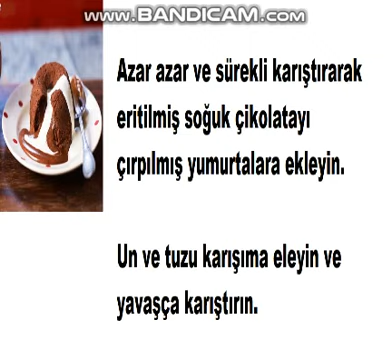 www.BANDICAM.com
Azar azar ve sürekli karıştırarak
eritilmiş soğuk çikolatayı
çırpılmış yumurtalara ekleyin.
Un ve tuzu karışıma eleyin ve
yavaşça karıştırın.